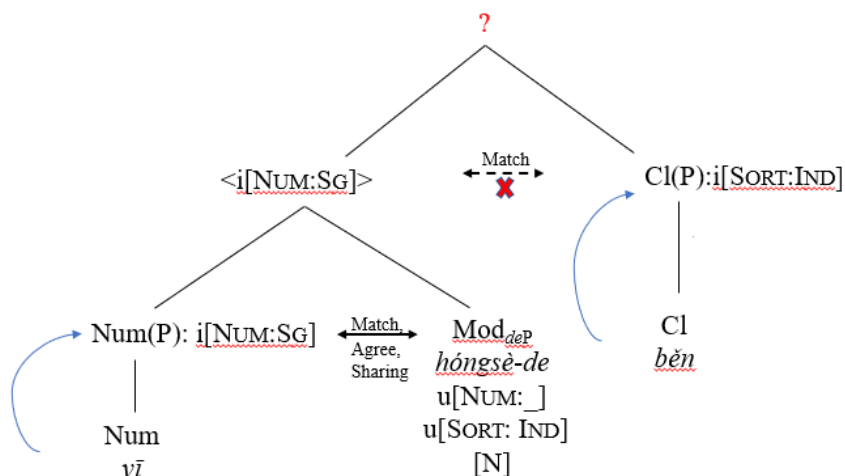 ?
<i[NUM:SG]>
Match
Cl(P):i[SORT:IND]
Num(P): i[NUM:SG]
Match,
Agree,
Sharing
Mod_deP
hóngsè-de
u[NUM:_]
u[SORT: IND]
[N]
Cl
běn
Num
yī